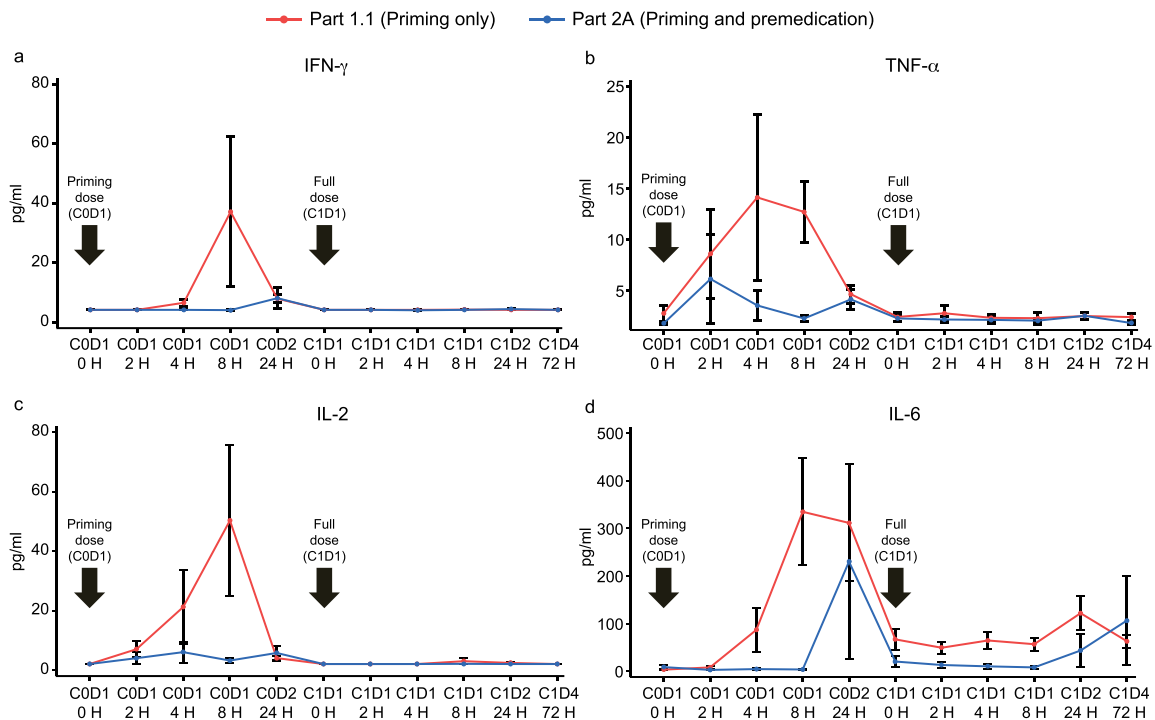 Part 1.1 (Priming only) Part 2A (Priming and premedication)
a
IFN-γ
80
60
40
20
0
pg/ml
Priming
dose
(C0D1)
Full
dose
(C1D1)
C0D1 C0D1 C0D1 C0D1 C0D2 C1D1 C1D1 C1D1 C1D1 C1D2 C1D4
0 H 2 H 4 H 8 H 24 H 0 H 2 H 4 H 8 H 24 H 72 H
b
TNF-α
25
20
15
10
5
pg/ml
Priming
dose
(C0D1)
Full
dose
(C1D1)
C0D1 C0D1 C0D1 C0D1 C0D2 C1D1 C1D1 C1D1 C1D1 C1D2 C1D4
0 H 2 H 4 H 8 H 24 H 0 H 2 H 4 H 8 H 24 H 72 H
c
IL-2
80
60
40
20
0
pg/ml
Priming
dose
(C0D1)
Full
dose
(C1D1)
C0D1 C0D1 C0D1 C0D1 C0D2 C1D1 C1D1 C1D1 C1D1 C1D2 C1D4
0 H 2 H 4 H 8 H 24 H 0 H 2 H 4 H 8 H 24 H 72 H
d
IL-6
500
400
300
200
100
0
pg/ml
Priming
dose
(C0D1)
Full
dose
(C1D1)
C0D1 C0D1 C0D1 C0D1 C0D2 C1D1 C1D1 C1D1 C1D1 C1D2 C1D4
0 H 2 H 4 H 8 H 24 H 0 H 2 H 4 H 8 H 24 H 72 H